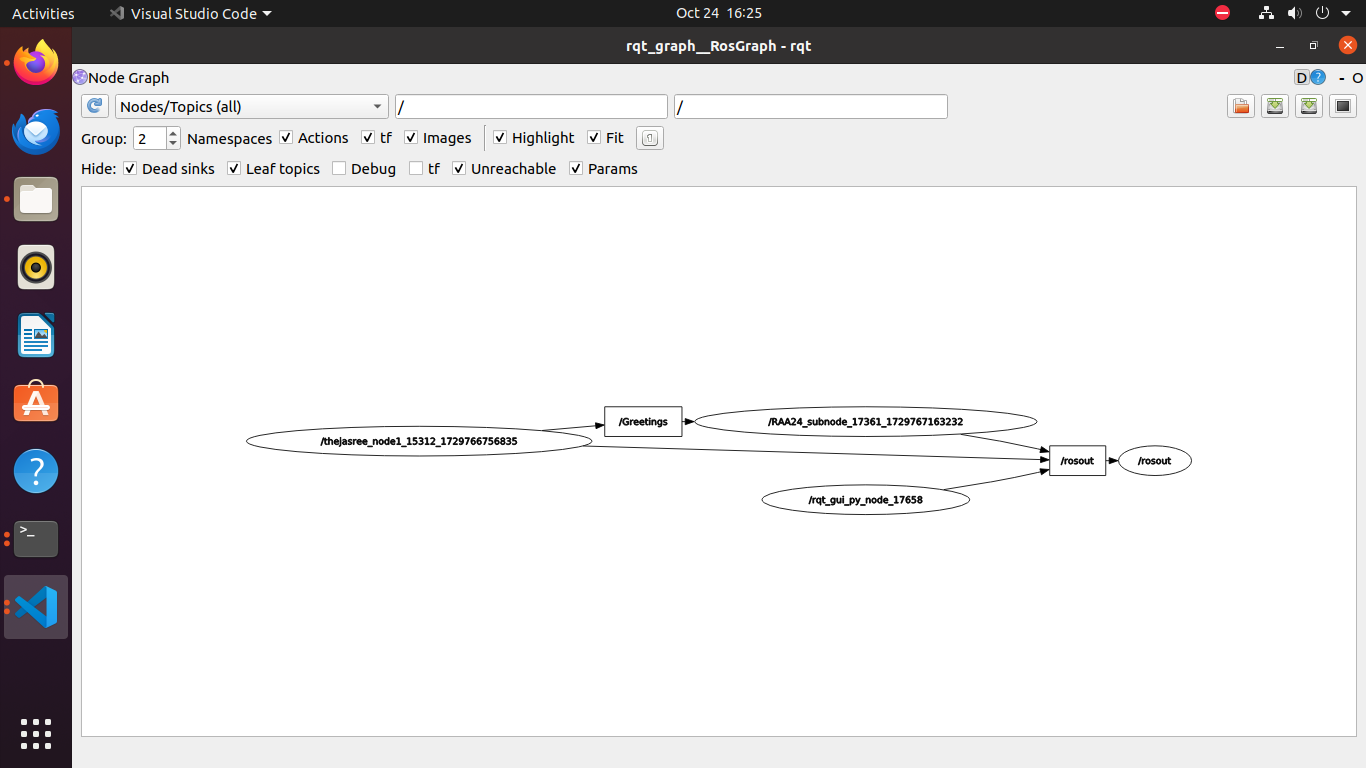 Activities Visual Studio Code Oct 24 16:25
rqt_graph__RosGraph - rqt
Node Graph D ? - O
Nodes/Topics (all) / /
Group: 2 Namespaces Actions tf Images Highlight Fit
Hide: Dead sinks Leaf topics Debug tf Unreachable Params
/Greetings /RAA24_subnode_17361_1729767163232
/thejasree_node1_15312_1729766756835
/rosout /rosout
/rqt_gui_py_node_17658